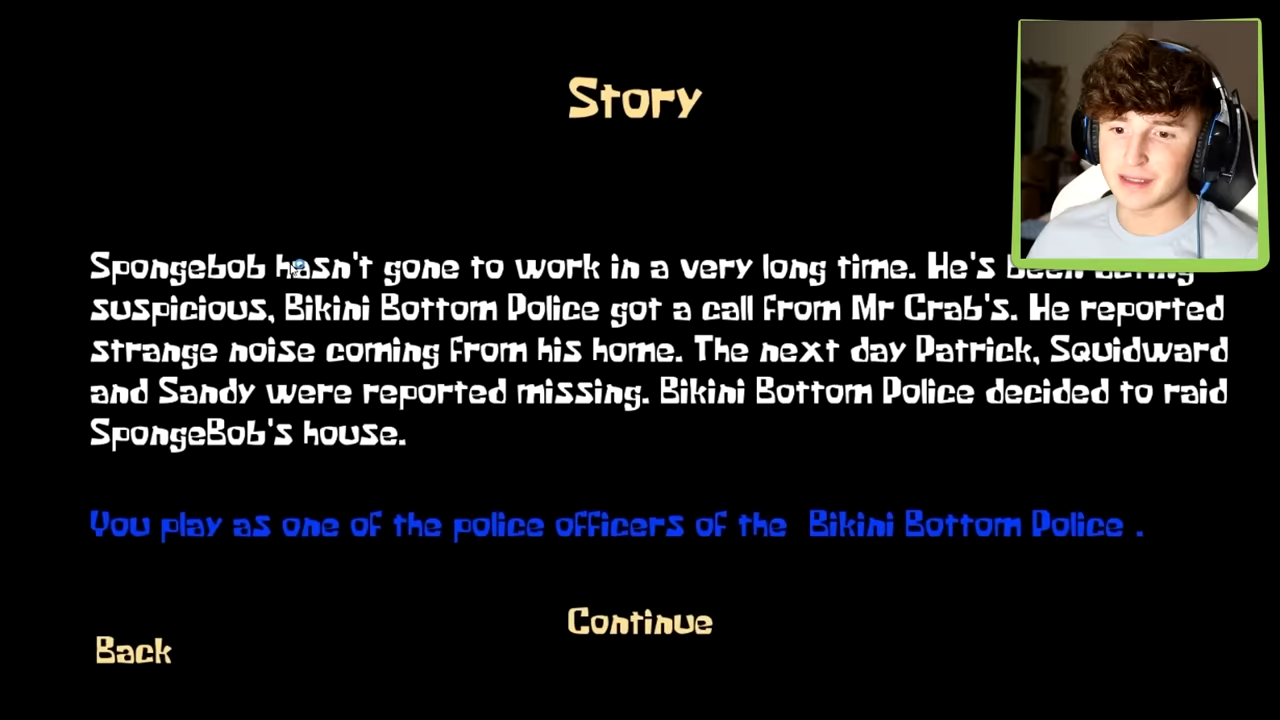 Story
Spongebob hasn't gone to work in a very long time. He's been acting
suspicious, Bikini Bottom Police got a call from Mr Crab's. He reported
strange noise coming from his home. The next day Patrick, Squidward
and Sandy were reported missing. Bikini Bottom Police decided to raid
SpongeBob's house.
You play as one of the police officers of the Bikini Bottom Police .
Continue
Back